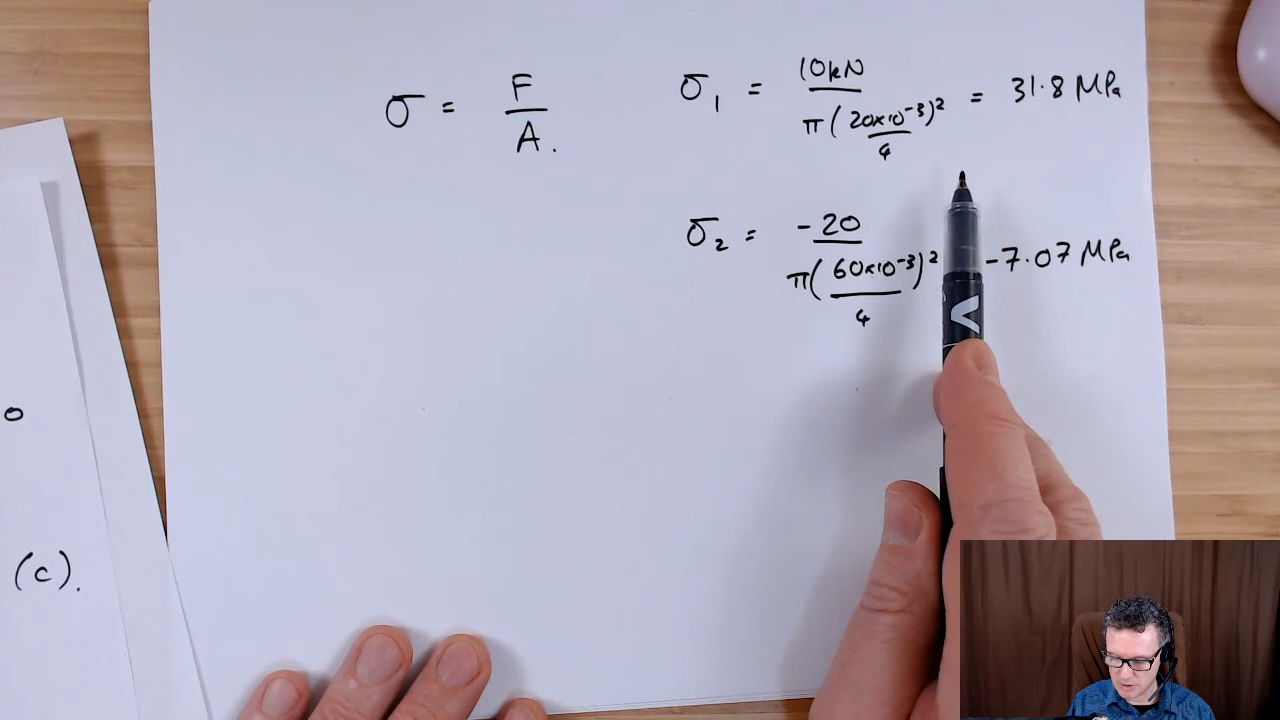 σ = F / A.
σ₁ = 10kN / π(20×10⁻³)² / 4 = 31.8 MPa
σ₂ = -20 / π(60×10⁻³)² / 4 -7.07 MPa
o
(c).
V